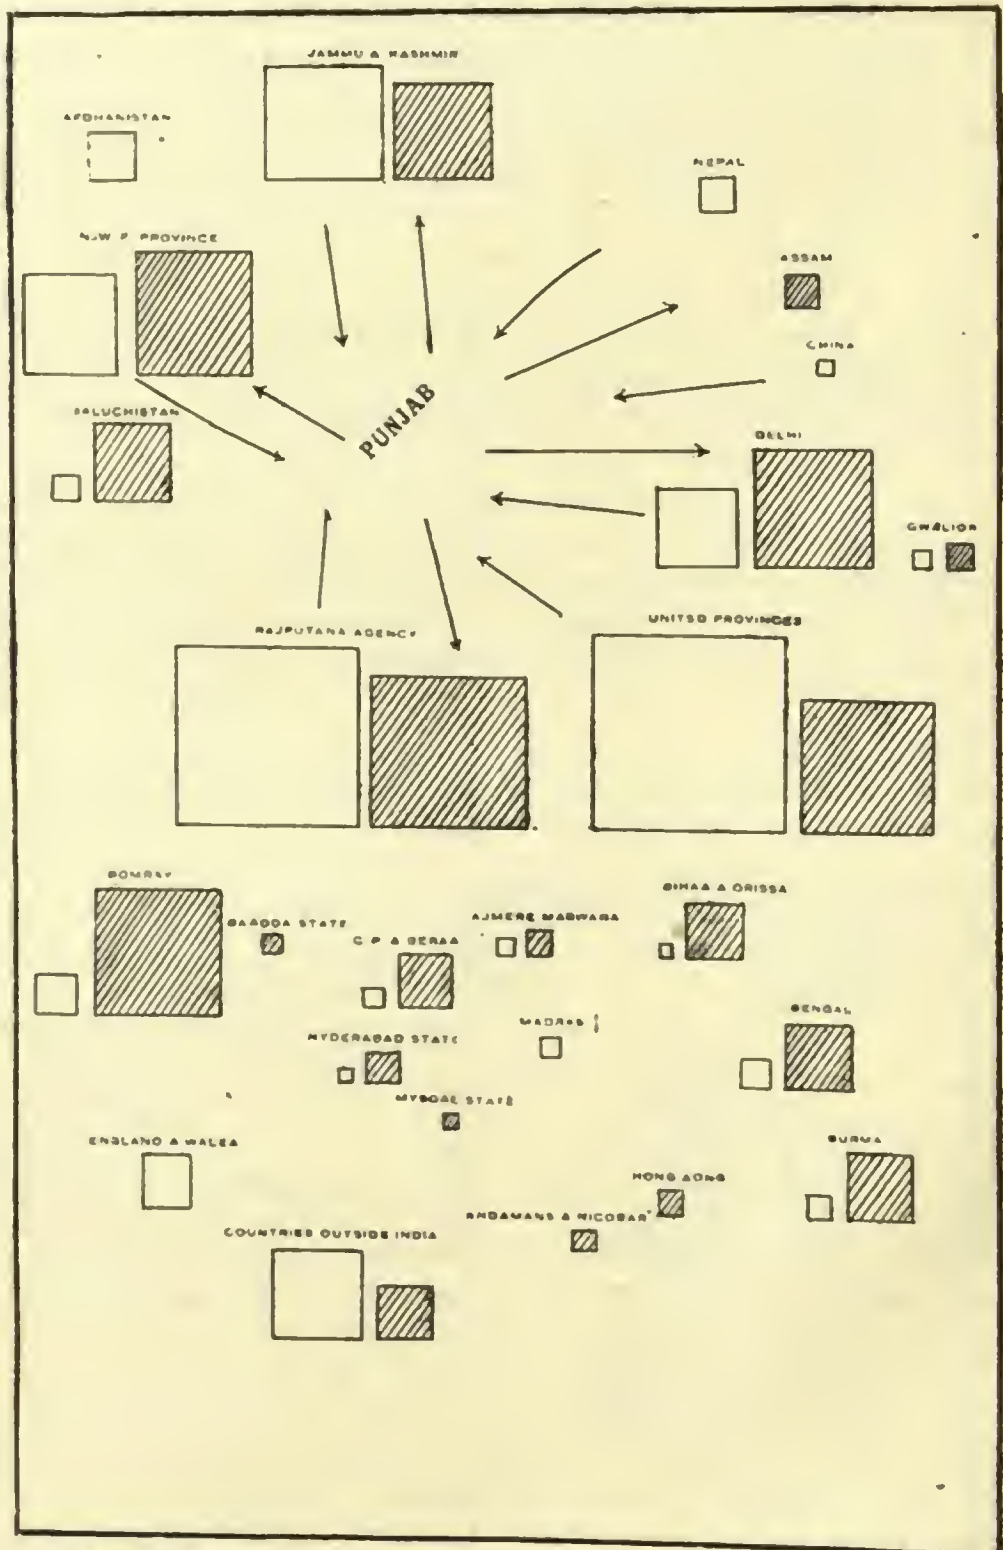 JAMMU & KASHMIR
AFGHANISTAN
NEPAL
N.W.F. PROVINCE
ASSAM
CHINA
PUNJAB
BALUCHISTAN
DELHI
GWALIOR
RAJPUTANA AGENCY
UNITED PROVINCES
BOMBAY
BARODA STATE
C.P. & BERAR
AJMERE MARWARA
BIHAR & ORISSA
HYDERABAD STATE
MADRAS
BENGAL
MYSORE STATE
ENGLAND & WALES
BURMA
HONG KONG
ANDAMANS & NICOBAR
COUNTRIES OUTSIDE INDIA